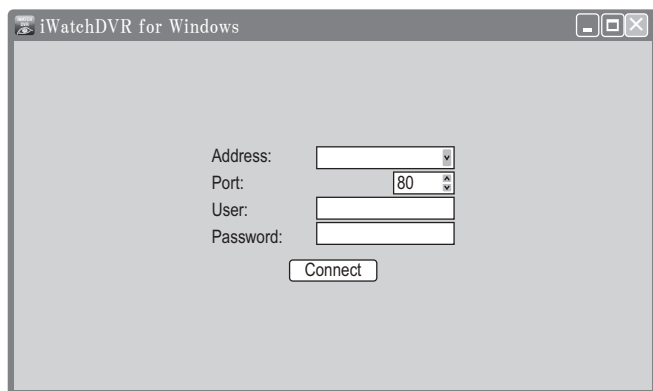 iWatchDVR for Windows
Address:
Port: 80
User:
Password:
Connect